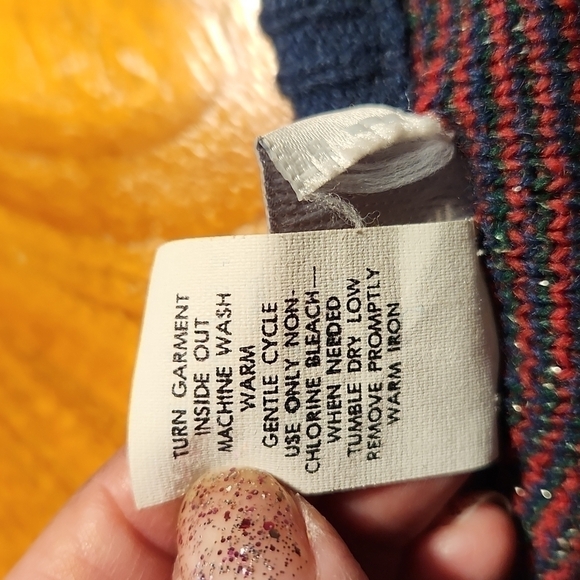 TURN GARMENT
INSIDE OUT
MACHINE WASH
WARM
GENTLE CYCLE
USE ONLY NON-
CHLORINE BLEACH—
WHEN NEEDED
TUMBLE DRY LOW
REMOVE PROMPTLY
WARM IRON